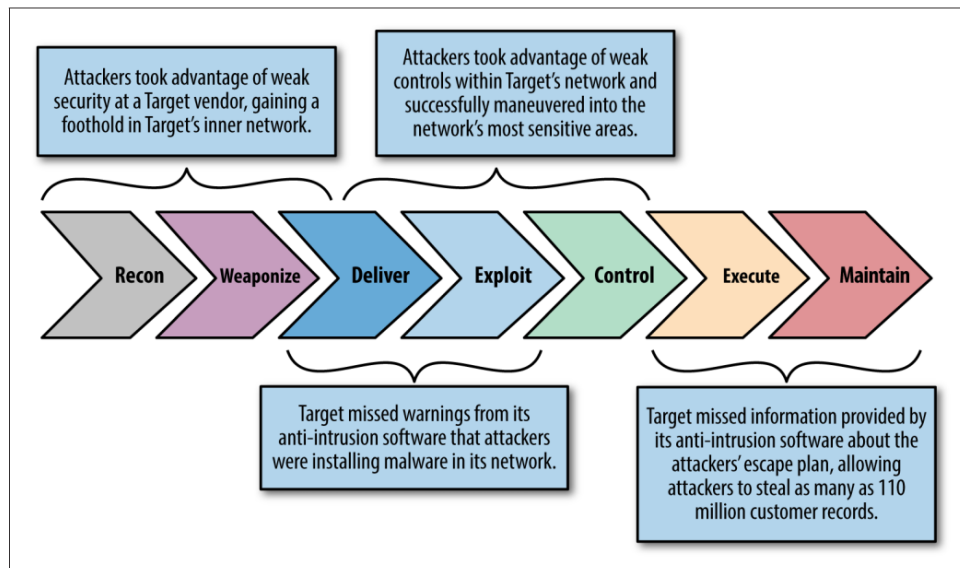 Attackers took advantage of weak
security at a Target vendor, gaining a
foothold in Target's inner network.
Attackers took advantage of weak
controls within Target's network and
successfully maneuvered into the
network's most sensitive areas.
Recon
Weaponize
Deliver
Exploit
Control
Execute
Maintain
Target missed warnings from its
anti-intrusion software that attackers
were installing malware in its network.
Target missed information provided by
its anti-intrusion software about the
attackers' escape plan, allowing
attackers to steal as many as 110
million customer records.